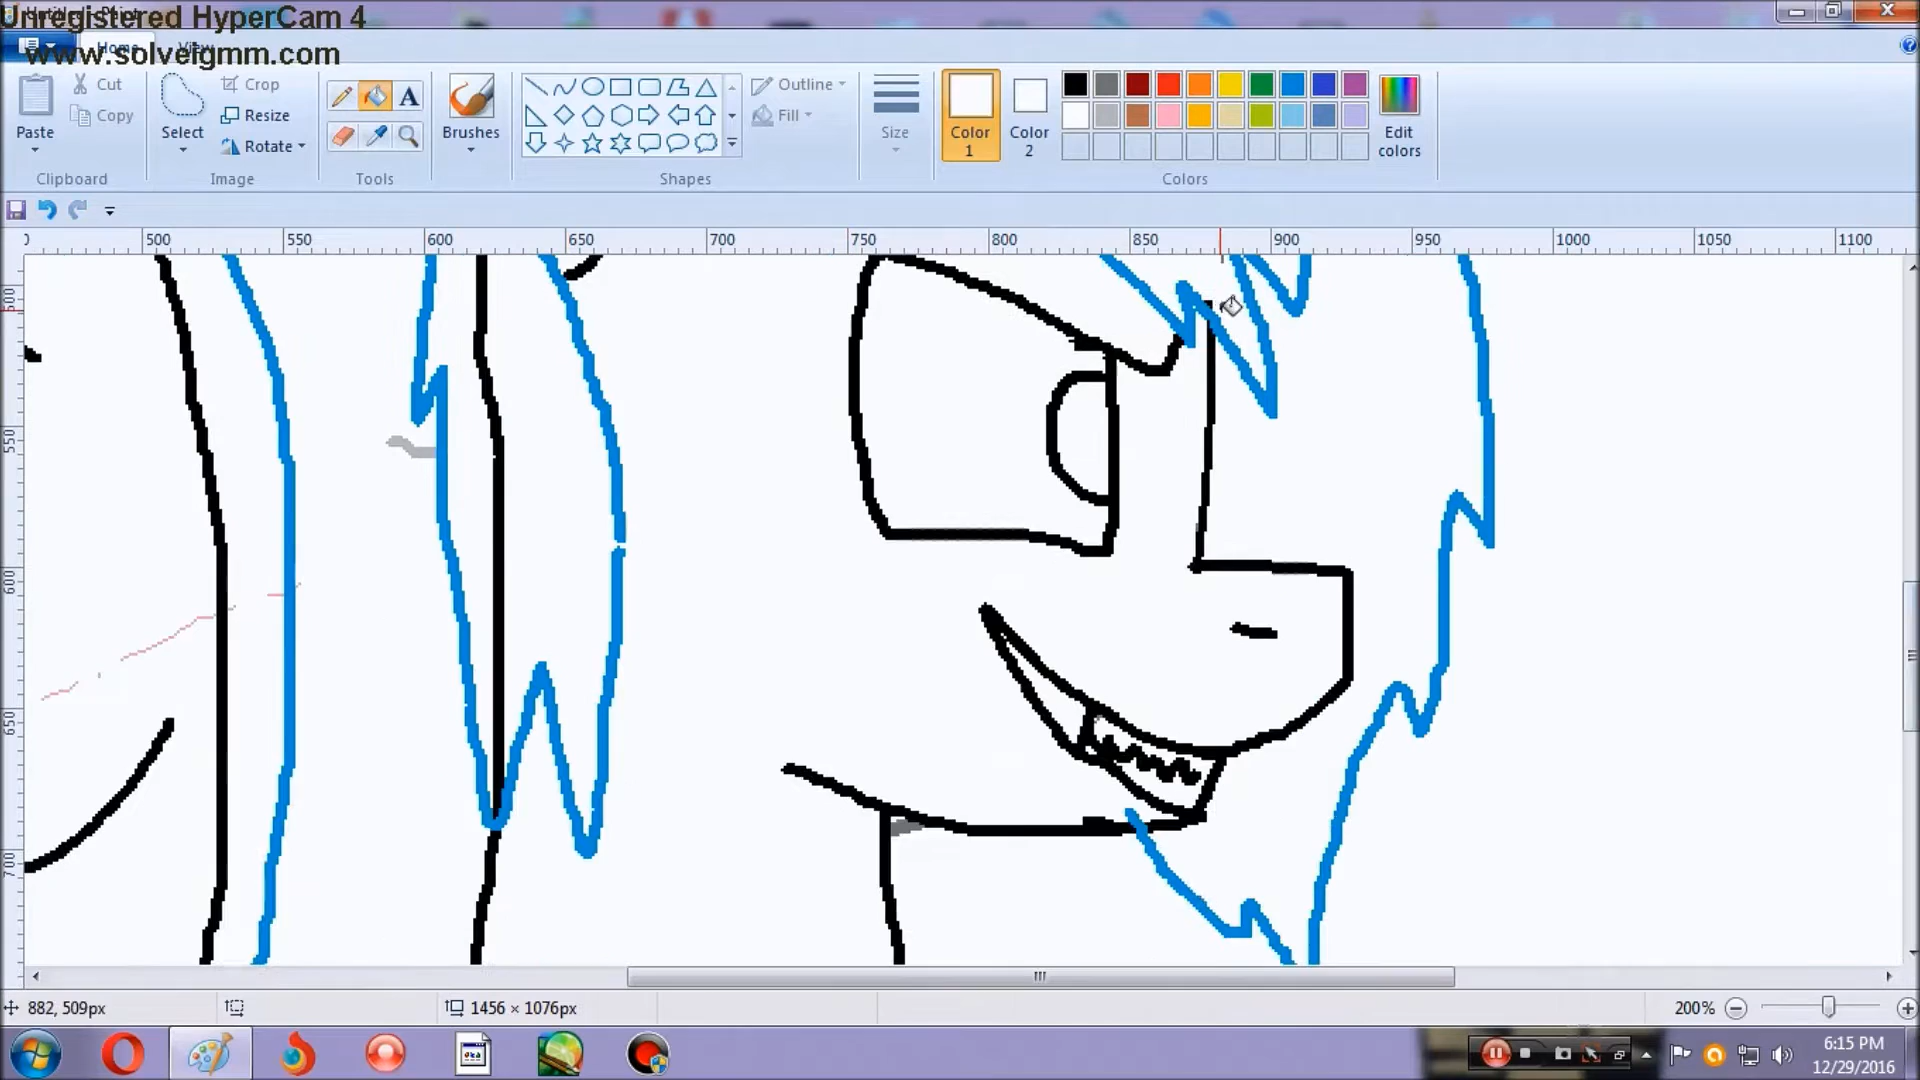 Unregistered HyperCam 4
Untitled - Paint
Home View
www.solveigmm.com
Paste
Cut
Copy
Clipboard
Select
Crop
Resize
Rotate
Image
A
Tools
Brushes
Outline
Fill
Shapes
Size
Color 1
Color 2
Edit colors
Colors
500 550 600 650 700 750 800 850 900 950 1000 1050 1100
550
600
650
700
882, 509px
1456 × 1076px
200%
6:15 PM
12/29/2016